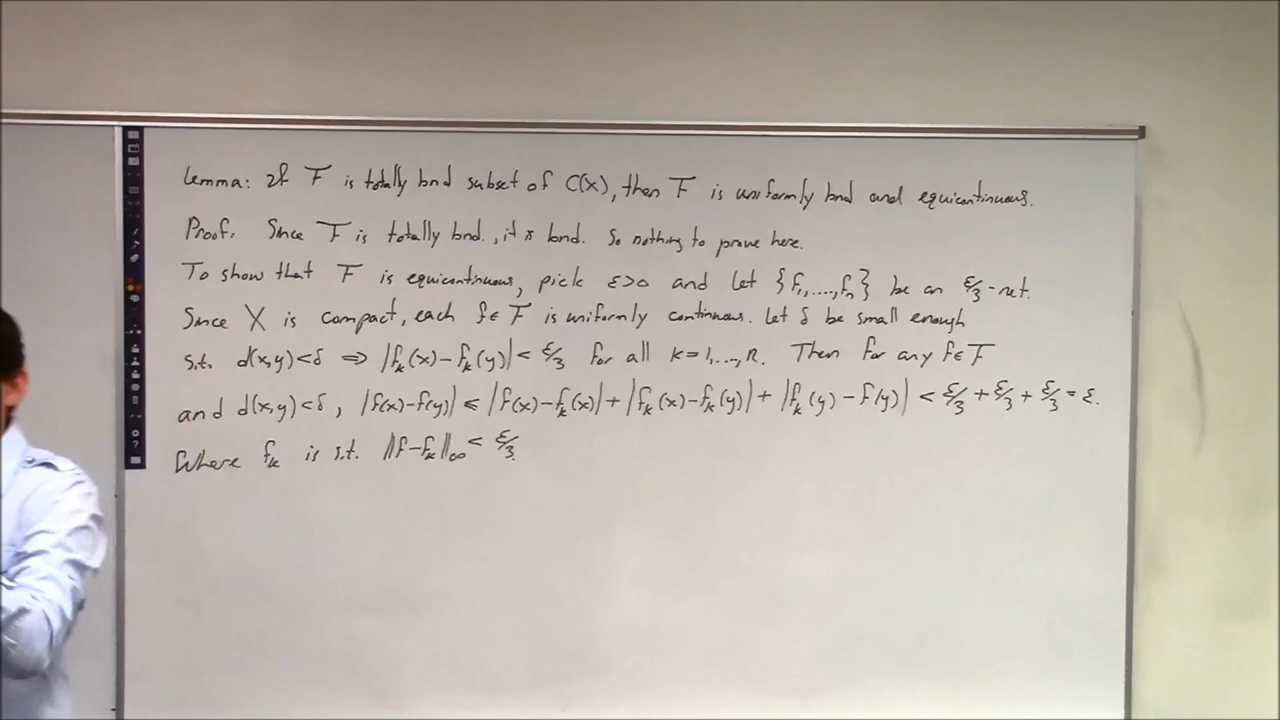 Lemma: If F is totally bnd subset of C(X), then F is uniformly bnd and equicontinuous.
Proof: Since F is totally bnd., it is bnd. So nothing to prove here.
To show that F is equicontinuous, pick ε>0 and let {f₁,...,fₙ} be an ε/3-net.
Since X is compact, each f∈F is uniformly continuous. Let δ be small enough
s.t. d(x,y)<δ ⇒ |fₖ(x)-fₖ(y)|< ε/3 for all k=1,...,n. Then for any f∈F
and d(x,y)<δ, |f(x)-f(y)| ≤ |f(x)-fₖ(x)|+|fₖ(x)-fₖ(y)|+|fₖ(y)-f(y)| < ε/3 + ε/3 + ε/3 = ε.
Where fₖ is s.t. ‖f-fₖ‖∞ < ε/3.